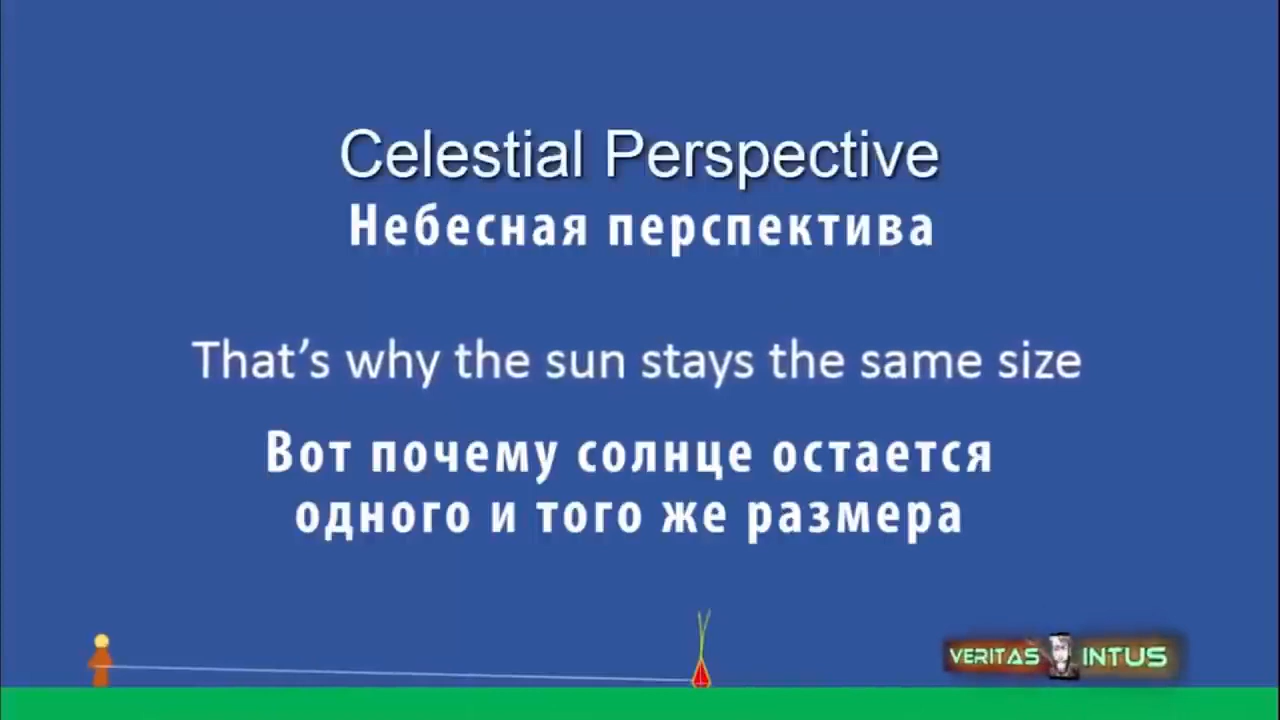 Celestial Perspective
Небесная перспектива
That’s why the sun stays the same size
Вот почему солнце остается
одного и того же размера
VERITAS INTUS